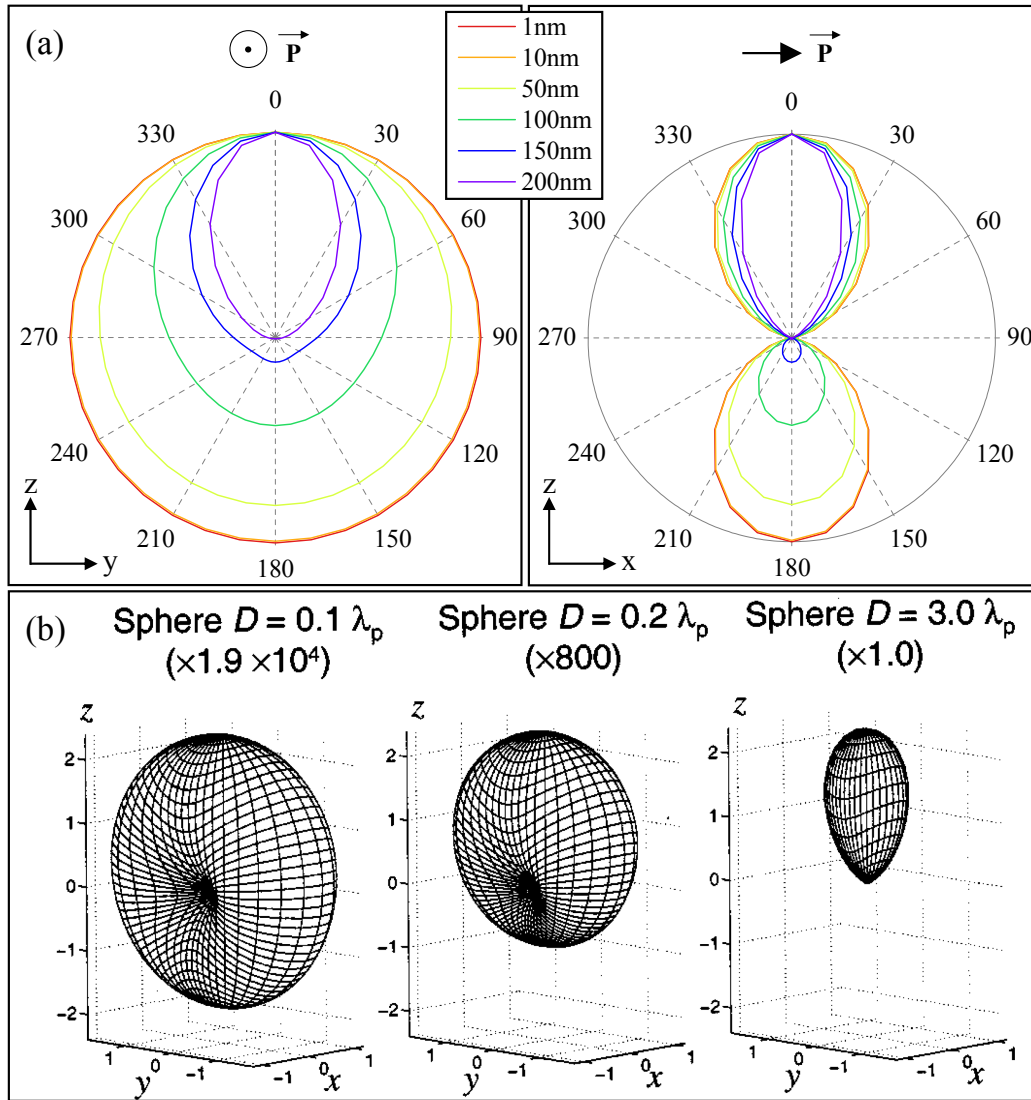 (a)
P
1nm
10nm
50nm
100nm
150nm
200nm
P
0
330
30
300
60
270
90
240
120
210
150
180
z
y
0
330
30
300
60
270
90
240
120
210
150
180
z
x
(b)
Sphere D = 0.1 λp
(×1.9 ×10⁴)
Sphere D = 0.2 λp
(×800)
Sphere D = 3.0 λp
(×1.0)
z
2
1
0
−1
−2
1
y
0
−1
−1
0
x
1
z
2
1
0
−1
−2
1
y
0
−1
−1
0
x
1
z
2
1
0
−1
−2
1
y
0
−1
−1
0
x
1